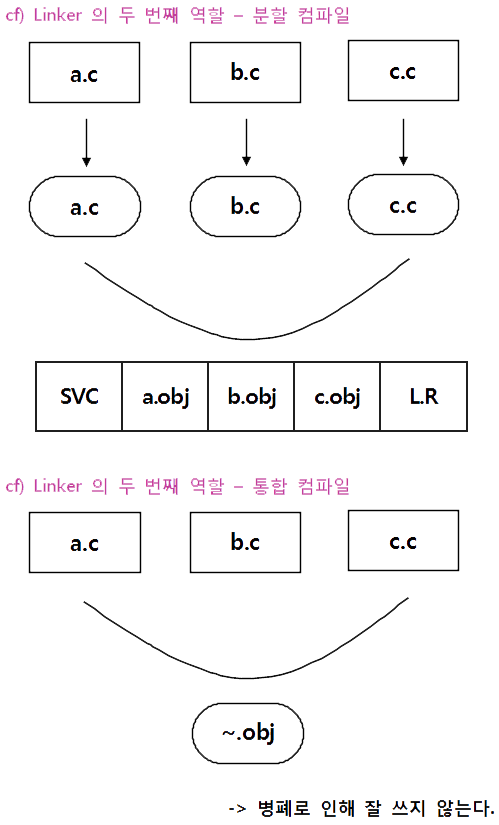 cf) Linker 의 두 번째 역할 – 분할 컴파일
a.c b.c c.c
a.c b.c c.c
SVC a.obj b.obj c.obj L.R
cf) Linker 의 두 번째 역할 – 통합 컴파일
a.c b.c c.c
~.obj
-> 병폐로 인해 잘 쓰지 않는다.